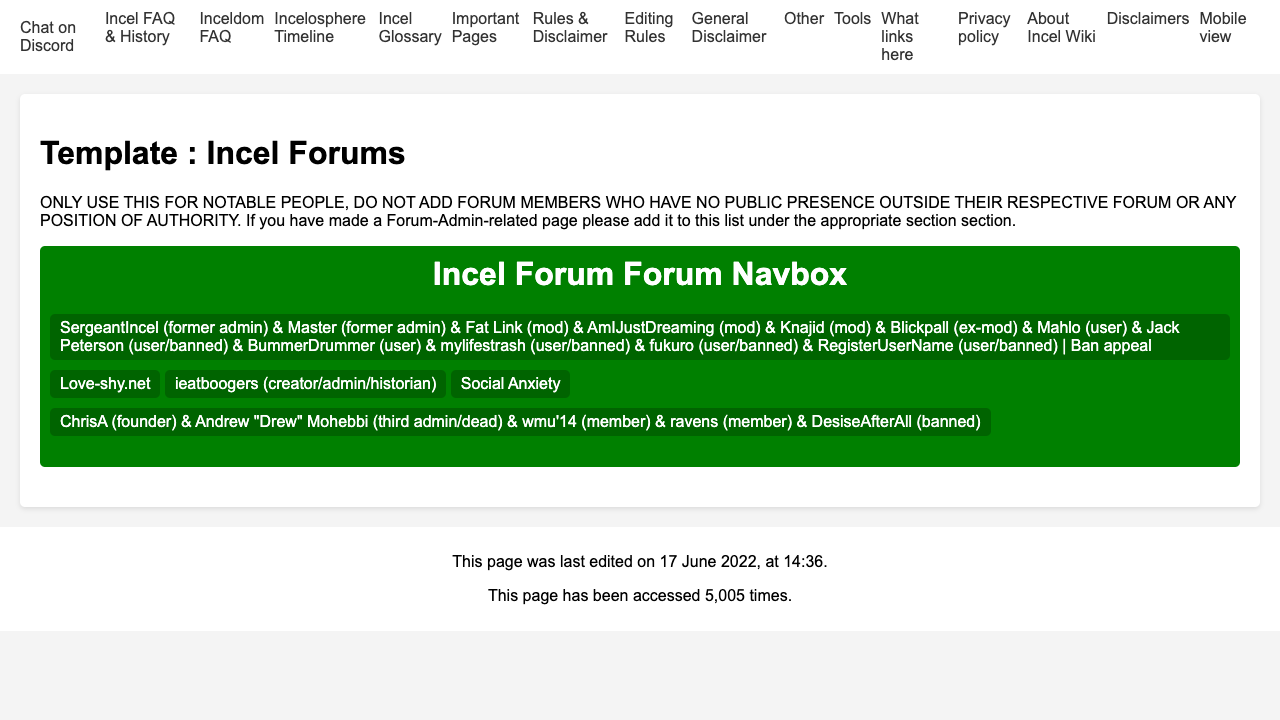 Chat on
Discord
Incel FAQ
& History
Inceldom
FAQ
Incelosphere
Timeline
Incel
Glossary
Important
Pages
Rules &
Disclaimer
Editing
Rules
General
Disclaimer
Other
Tools
What
links
here
Privacy
policy
About
Incel Wiki
Disclaimers
Mobile
view
Template : Incel Forums
ONLY USE THIS FOR NOTABLE PEOPLE, DO NOT ADD FORUM MEMBERS WHO HAVE NO PUBLIC PRESENCE OUTSIDE THEIR RESPECTIVE FORUM OR ANY
POSITION OF AUTHORITY. If you have made a Forum-Admin-related page please add it to this list under the appropriate section section.
Incel Forum Forum Navbox
SergeantIncel (former admin) & Master (former admin) & Fat Link (mod) & AmIJustDreaming (mod) & Knajid (mod) & Blickpall (ex-mod) & Mahlo (user) & Jack
Peterson (user/banned) & BummerDrummer (user) & mylifestrash (user/banned) & fukuro (user/banned) & RegisterUserName (user/banned) | Ban appeal
Love-shy.net ieatboogers (creator/admin/historian) Social Anxiety
ChrisA (founder) & Andrew "Drew" Mohebbi (third admin/dead) & wmu'14 (member) & ravens (member) & DesiseAfterAll (banned)
This page was last edited on 17 June 2022, at 14:36.
This page has been accessed 5,005 times.